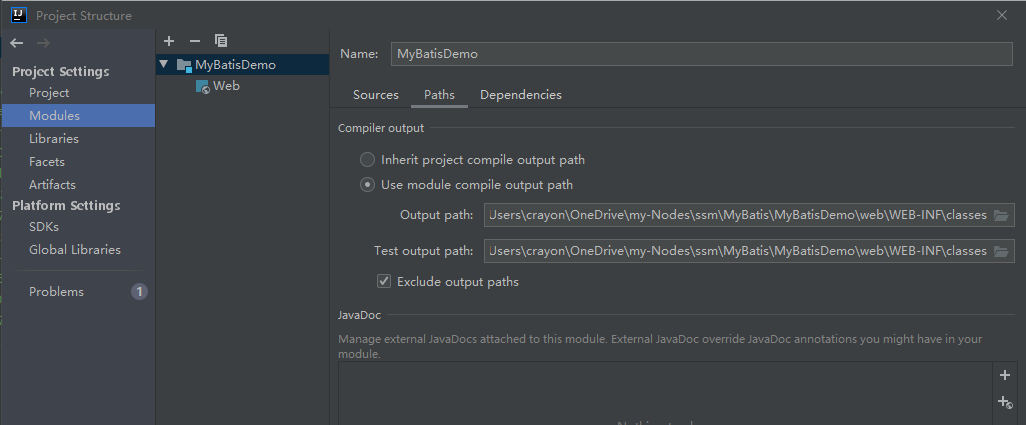 Project Structure
Project Settings
Project
Modules
Libraries
Facets
Artifacts
Platform Settings
SDKs
Global Libraries
Problems 1
MyBatisDemo
Web
Name: MyBatisDemo
Sources Paths Dependencies
Compiler output
Inherit project compile output path
Use module compile output path
Output path: Users\crayon\OneDrive\my-Nodes\ssm\MyBatis\MyBatisDemo\web\WEB-INF\classes
Test output path: Users\crayon\OneDrive\my-Nodes\ssm\MyBatis\MyBatisDemo\web\WEB-INF\classes
Exclude output paths
JavaDoc
Manage external JavaDocs attached to this module. External JavaDoc override JavaDoc annotations you might have in your
module.